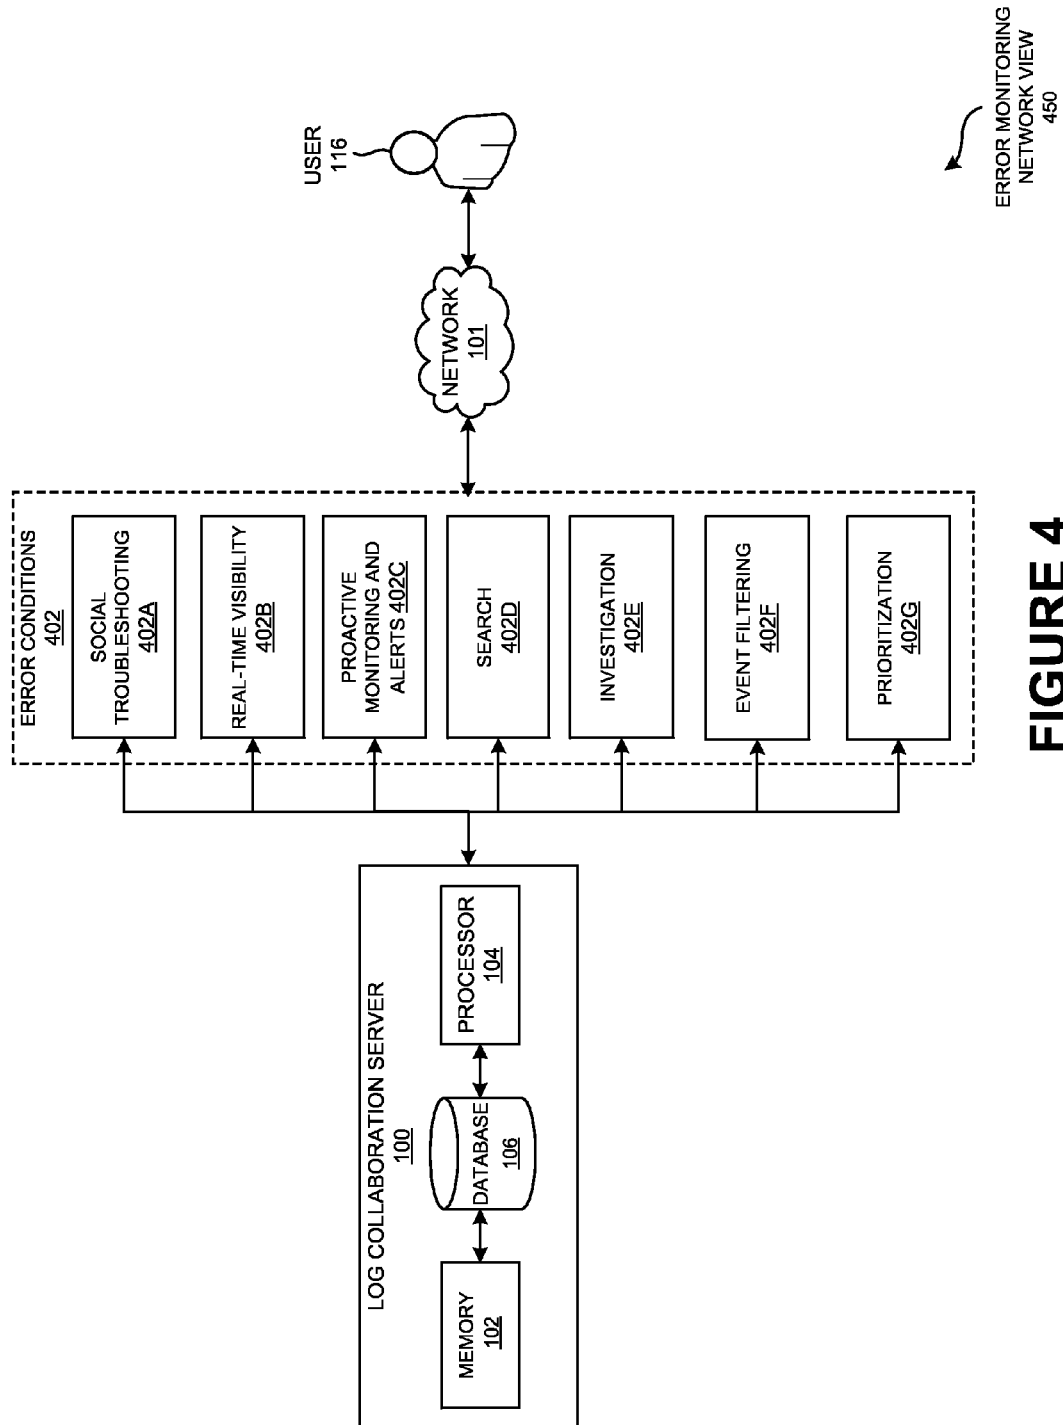 LOG COLLABORATION SERVER
100
MEMORY
102
DATABASE
106
PROCESSOR
104
ERROR CONDITIONS
402
SOCIAL
TROUBLESHOOTING
402A
REAL-TIME VISIBILITY
402B
PROACTIVE
MONITORING AND
ALERTS 402C
SEARCH
402D
INVESTIGATION
402E
EVENT FILTERING
402F
PRIORITIZATION
402G
NETWORK
101
USER
116
ERROR MONITORING
NETWORK VIEW
450
FIGURE 4